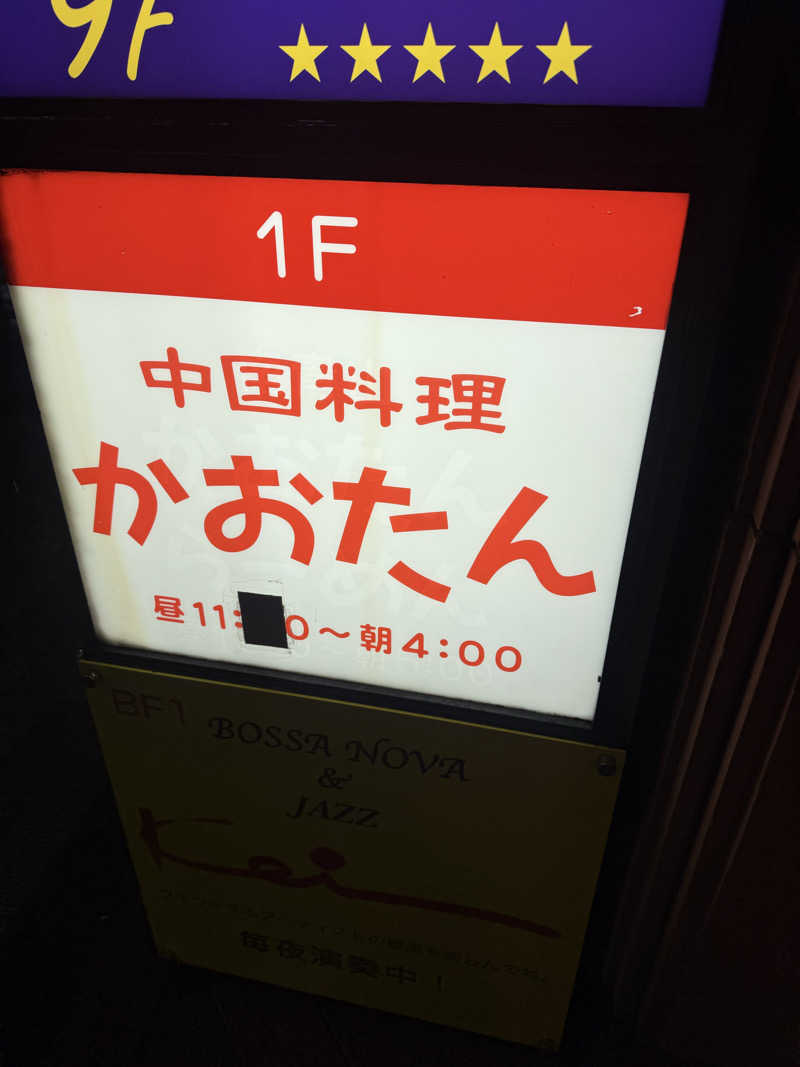 9F
★★★★★
1F
中国料理
かおたん
昼11: 0～朝4:00
BF1
BOSSA NOVA
&
JAZZ
Kei
毎夜演奏中！